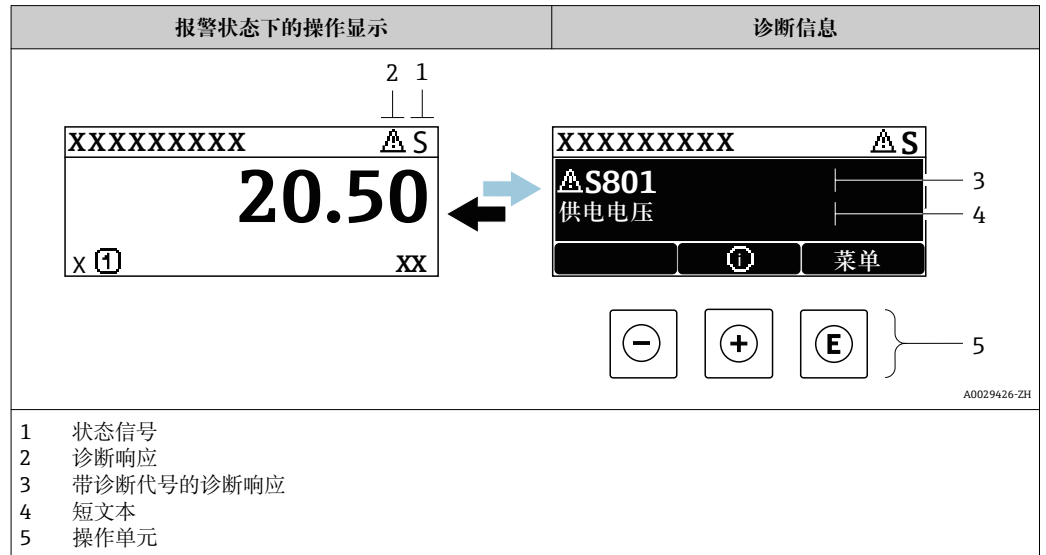 报警状态下的操作显示
诊断信息
2 1
XXXXXXXXX S
20.50
X 1 XX
XXXXXXXXX S
S801
供电电压
i 菜单
3
4
- + E
5
A0029426-ZH
1 状态信号
2 诊断响应
3 带诊断代号的诊断响应
4 短文本
5 操作单元